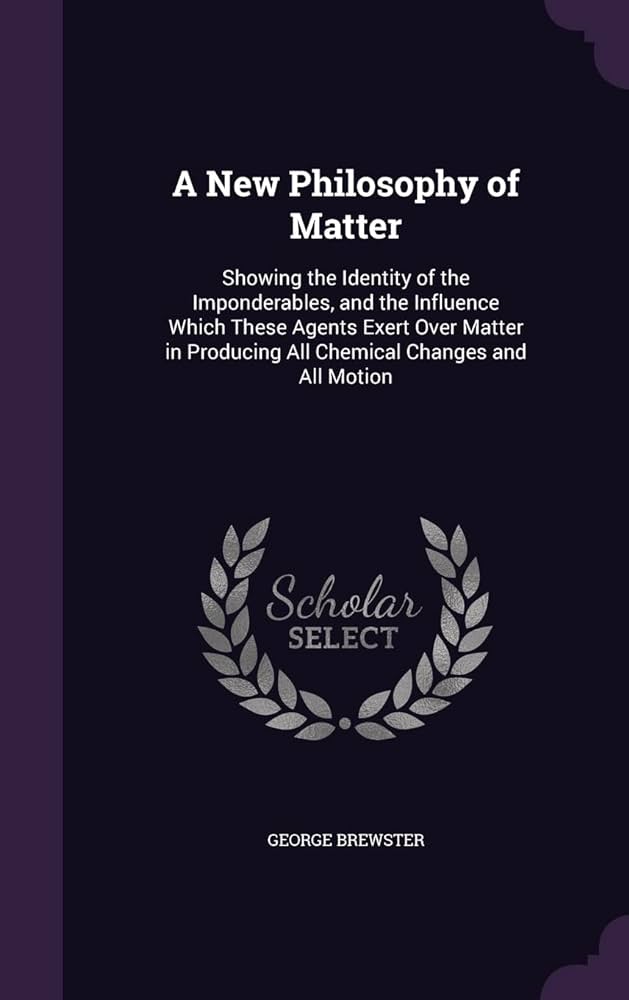 A New Philosophy of
Matter
Showing the Identity of the
Imponderables, and the Influence
Which These Agents Exert Over Matter
in Producing All Chemical Changes and
All Motion
Scholar
SELECT
GEORGE BREWSTER